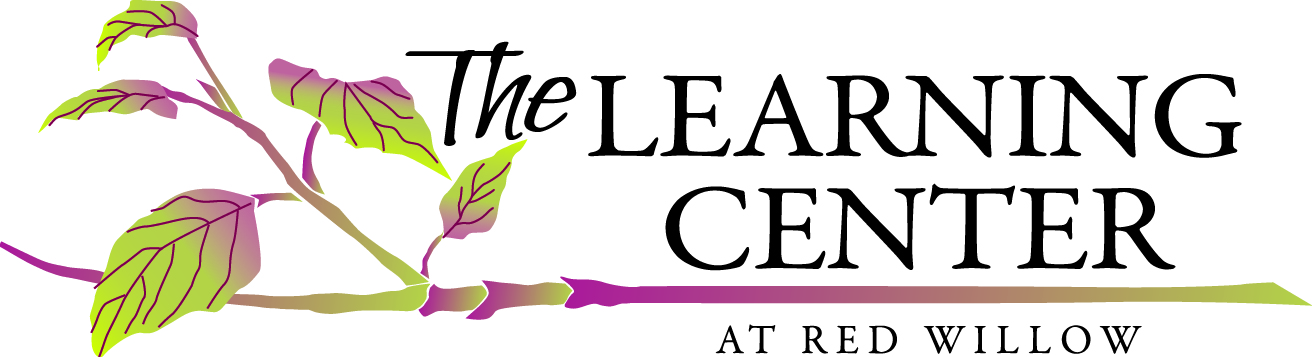 The LEARNING
CENTER
AT RED WILLOW